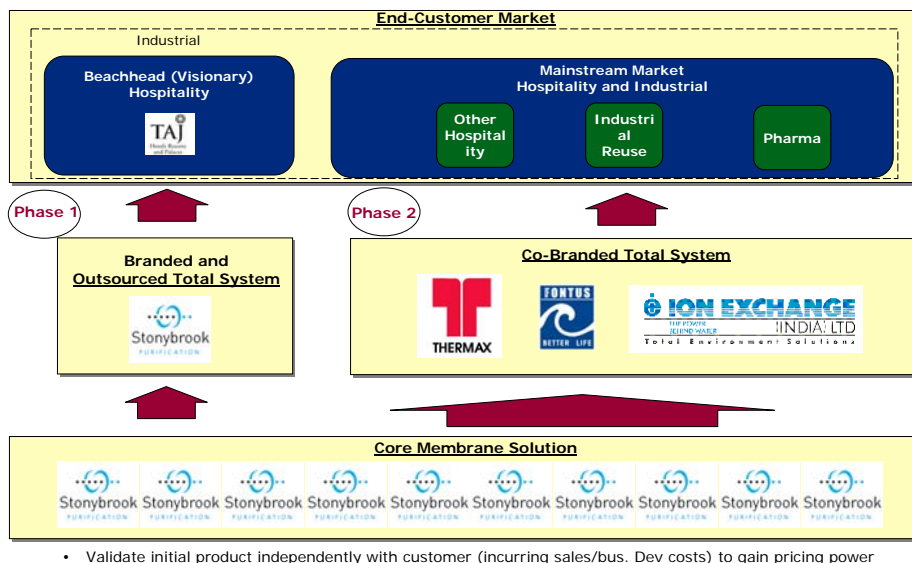 End-Customer Market
Industrial
Beachhead (Visionary)
Hospitality
TAJ
Hotels Resorts
and Palaces
Mainstream Market
Hospitality and Industrial
Other
Hospital
ity
Industri
al
Reuse
Pharma
Phase 1
Phase 2
Branded and
Outsourced Total System
Stonybrook
PURIFICATION
Co-Branded Total System
THERMAX
FONTUS
BETTER LIFE
ION EXCHANGE
THE POWER
BEHIND WATER
(INDIA) LTD
Total Environment Solutions
Core Membrane Solution
Stonybrook Stonybrook Stonybrook Stonybrook Stonybrook Stonybrook Stonybrook Stonybrook Stonybrook Stonybrook
PURIFICATION PURIFICATION PURIFICATION PURIFICATION PURIFICATION PURIFICATION PURIFICATION PURIFICATION PURIFICATION PURIFICATION
• Validate initial product independently with customer (incurring sales/bus. Dev costs) to gain pricing power